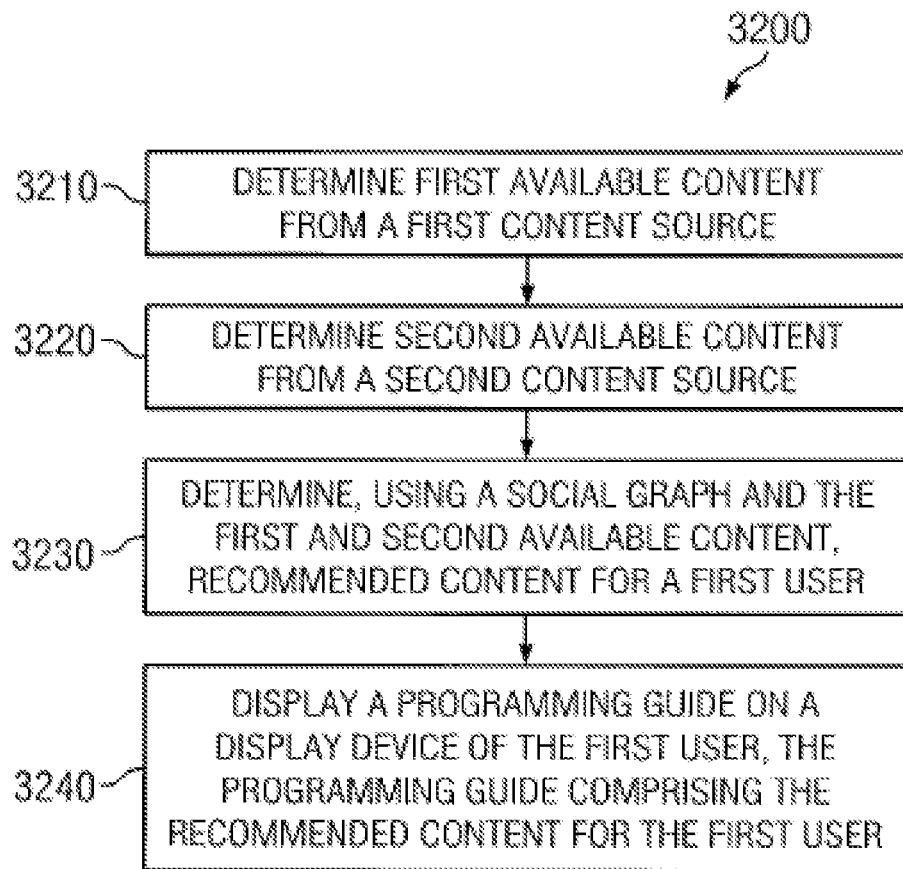 3200
3210
DETERMINE FIRST AVAILABLE CONTENT
FROM A FIRST CONTENT SOURCE
3220
DETERMINE SECOND AVAILABLE CONTENT
FROM A SECOND CONTENT SOURCE
3230
DETERMINE, USING A SOCIAL GRAPH AND THE
FIRST AND SECOND AVAILABLE CONTENT,
RECOMMENDED CONTENT FOR A FIRST USER
3240
DISPLAY A PROGRAMMING GUIDE ON A
DISPLAY DEVICE OF THE FIRST USER, THE
PROGRAMMING GUIDE COMPRISING THE
RECOMMENDED CONTENT FOR THE FIRST USER